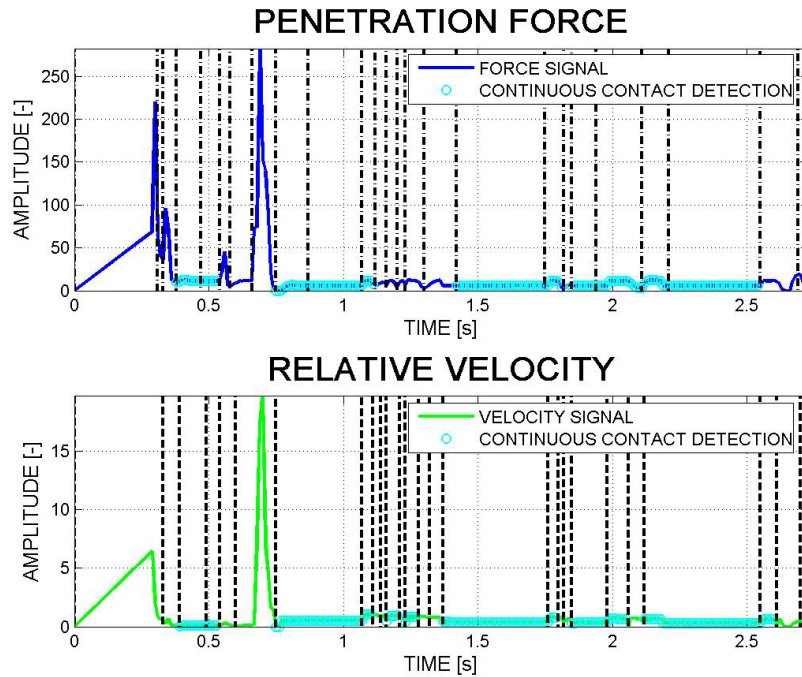 PENETRATION FORCE
AMPLITUDE [-]
250
200
150
100
50
0
FORCE SIGNAL
CONTINUOUS CONTACT DETECTION
0 0.5 1 1.5 2 2.5
TIME [s]
RELATIVE VELOCITY
AMPLITUDE [-]
15
10
5
0
VELOCITY SIGNAL
CONTINUOUS CONTACT DETECTION
0 0.5 1 1.5 2 2.5
TIME [s]